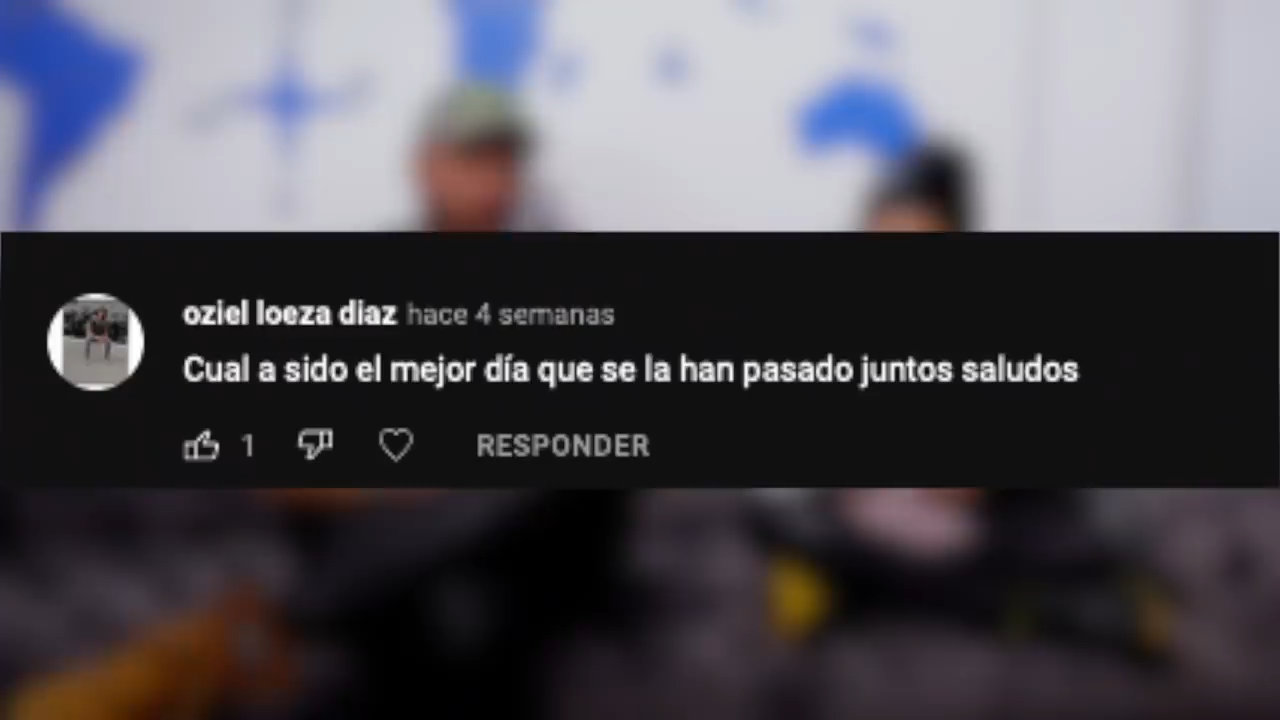 oziel loeza diaz hace 4 semanas
Cual a sido el mejor día que se la han pasado juntos saludos
1 RESPONDER